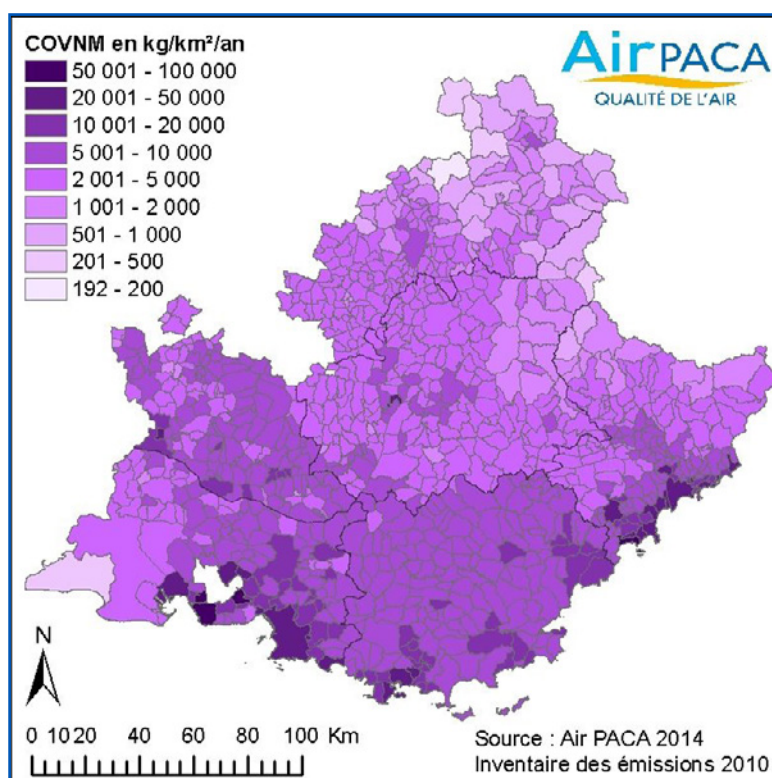 COVNM en kg/km²/an
50 001 - 100 000
20 001 - 50 000
10 001 - 20 000
5 001 - 10 000
2 001 - 5 000
1 001 - 2 000
501 - 1 000
201 - 500
192 - 200
AirPACA
QUALITÉ DE L'AIR
N
0 10 20 40 60 80 100 Km
Source : Air PACA 2014
Inventaire des émissions 2010